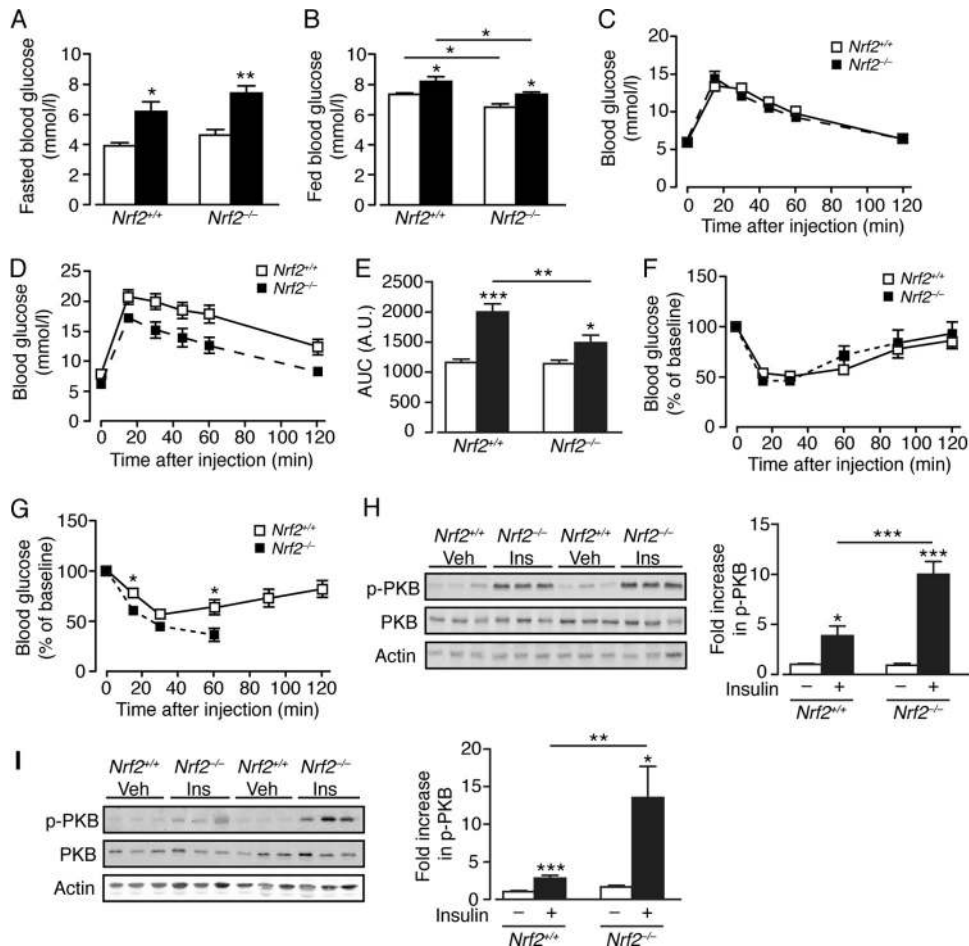 A
Fasted blood glucose
(mmol/l)
10
8
6
4
2
0
*
**
Nrf2+/+
Nrf2–/–
B
Fed blood glucose
(mmol/l)
10
8
6
4
2
0
*
*
*
*
Nrf2+/+
Nrf2–/–
C
Blood glucose
(mmol/l)
20
15
10
5
0
Nrf2+/+
Nrf2–/–
0 20 40 60 80 100 120
Time after injection (min)
D
Blood glucose
(mmol/l)
25
20
15
10
5
0
Nrf2+/+
Nrf2–/–
0 20 40 60 80 100 120
Time after injection (min)
E
AUC (A.U.)
2500
2000
1500
1000
500
0
***
**
*
Nrf2+/+
Nrf2–/–
F
Blood glucose
(% of baseline)
150
100
50
0
Nrf2+/+
Nrf2–/–
0 20 40 60 80 100 120
Time after injection (min)
G
Blood glucose
(% of baseline)
150
100
50
0
*
*
Nrf2+/+
Nrf2–/–
0 20 40 60 80 100 120
Time after injection (min)
H
Nrf2+/+ Nrf2–/– Nrf2+/+ Nrf2–/–
Veh Ins Veh Ins
p-PKB
PKB
Actin
Fold increase
in p-PKB
15
10
5
0
*
***
***
Insulin – + – +
Nrf2+/+ Nrf2–/–
I
Nrf2+/+ Nrf2–/– Nrf2+/+ Nrf2–/–
Veh Ins Veh Ins
p-PKB
PKB
Actin
Fold increase
in p-PKB
20
15
10
5
0
***
**
*
Insulin – + – +
Nrf2+/+ Nrf2–/–